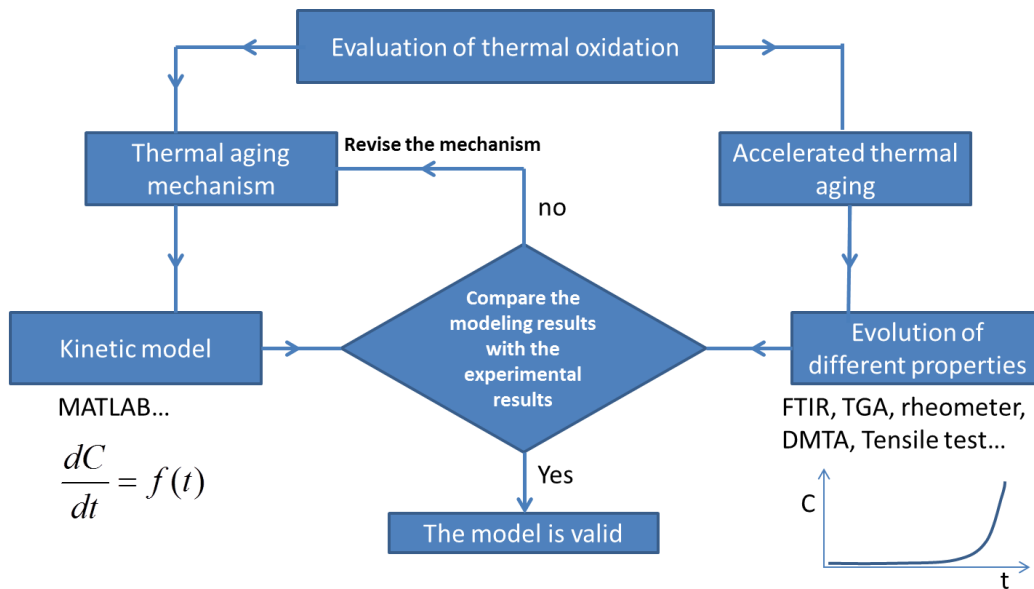 Evaluation of thermal oxidation
Thermal aging
mechanism
Revise the mechanism
Accelerated thermal
aging
no
Compare the
modeling results
with the
experimental
results
Kinetic model
Evolution of
different properties
MATLAB...
FTIR, TGA, rheometer,
DMTA, Tensile test...
dC
dt
= f(t)
Yes
C
t
The model is valid